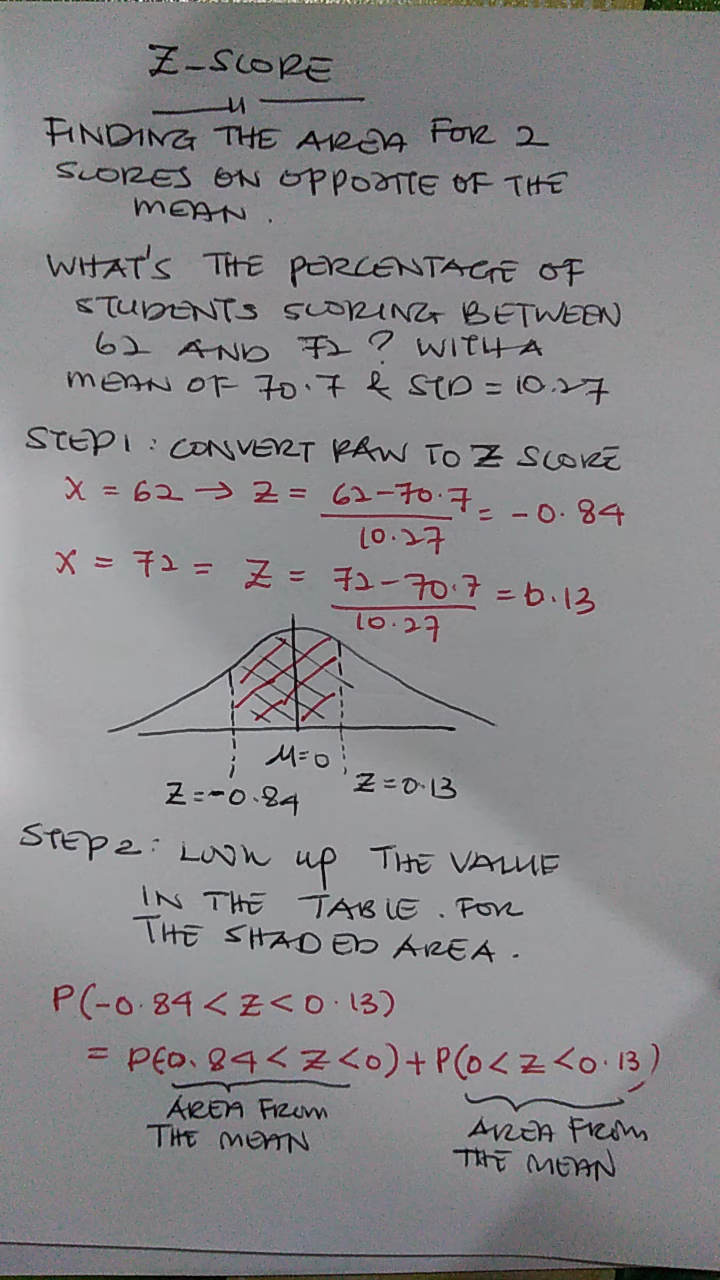 Z-SCORE
FINDING THE AREA FOR 2
SCORES ON OPPOSITE OF THE
MEAN.
WHAT'S THE PERCENTAGE OF
STUDENTS SCORING BETWEEN
62 AND 72? WITH A
MEAN OF 70.7 & STD = 10.27
STEP 1: CONVERT RAW TO Z SCORE
X = 62 → Z = 62-70.7 / 10.27 = -0.84
X = 72 = Z = 72-70.7 / 10.27 = 0.13
μ=0
Z=-0.84 Z=0.13
STEP 2: LOOK up THE VALUE
IN THE TABLE. FOR
THE SHADED AREA.
P(-0.84 < Z < 0.13)
= P(-0.84 < Z < 0) + P(0 < Z < 0.13)
AREA FROM
THE MEAN
AREA FROM
THE MEAN